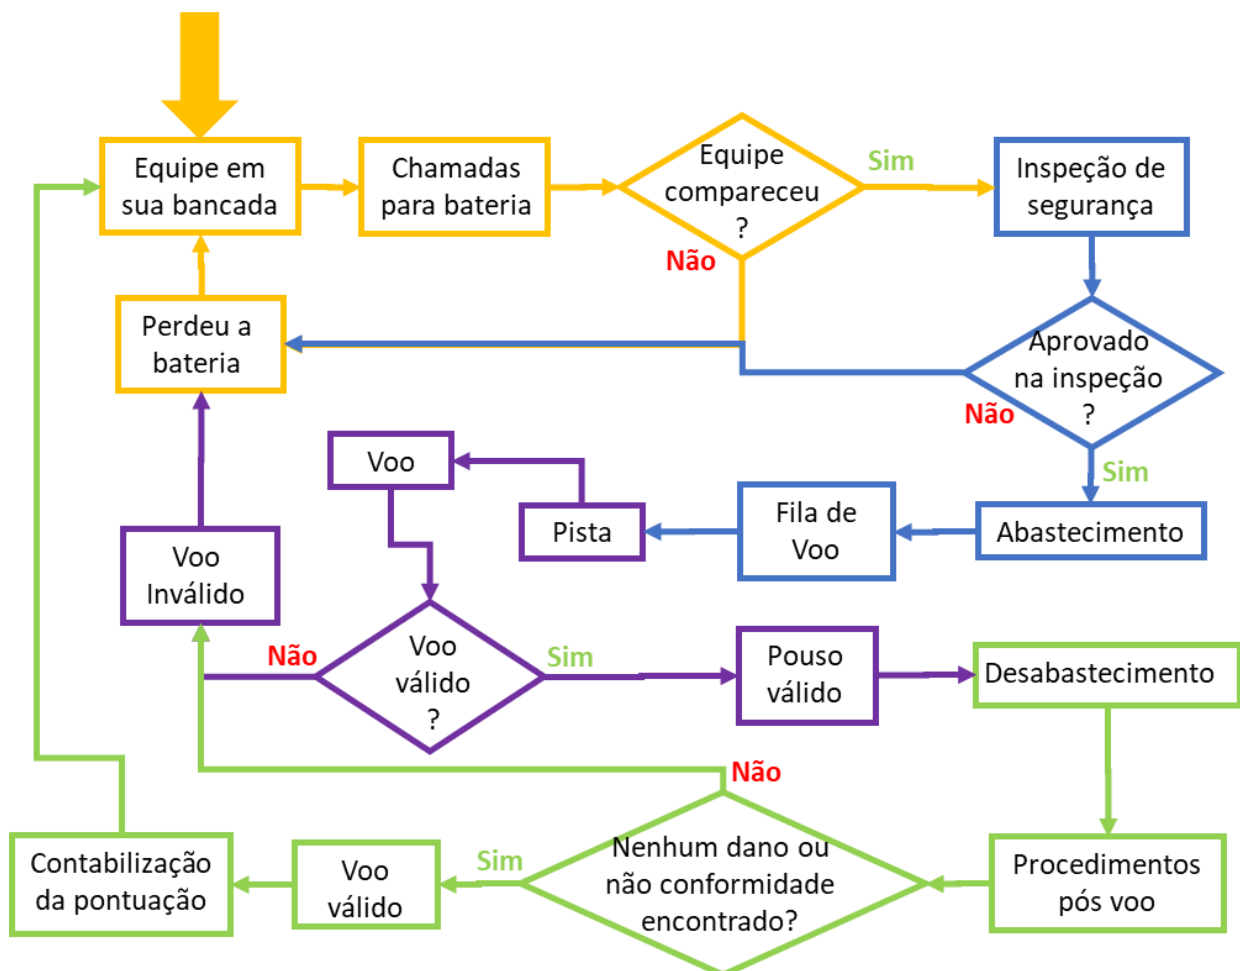 Equipe em
sua bancada
Chamadas
para bateria
Equipe
compareceu
?
Sim
Não
Inspeção de
segurança
Perdeu a
bateria
Aprovado
na inspeção
?
Não
Sim
Voo
Pista
Fila de
Voo
Abastecimento
Voo
Inválido
Não
Voo
válido
?
Sim
Pouso
válido
Desabastecimento
Não
Contabilização
da pontuação
Voo
válido
Sim
Nenhum dano ou
não conformidade
encontrado?
Procedimentos
pós voo